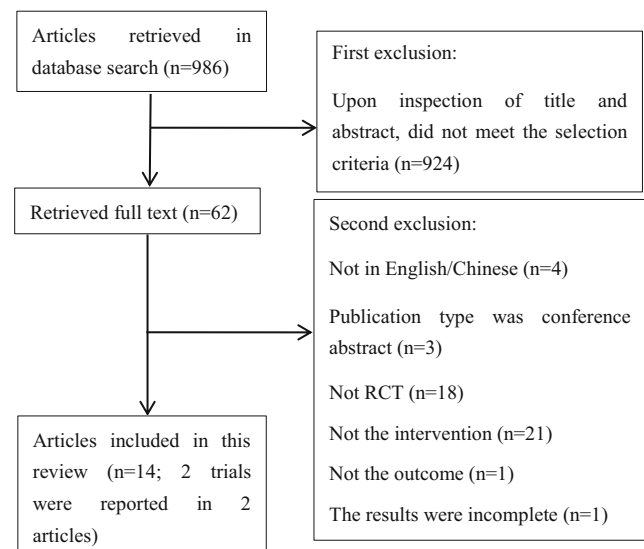 Articles retrieved in
database search (n=986)
First exclusion:
Upon inspection of title and
abstract, did not meet the selection
criteria (n=924)
Retrieved full text (n=62)
Second exclusion:
Not in English/Chinese (n=4)
Publication type was conference
abstract (n=3)
Not RCT (n=18)
Not the intervention (n=21)
Not the outcome (n=1)
The results were incomplete (n=1)
Articles included in this
review (n=14; 2 trials
were reported in 2
articles)